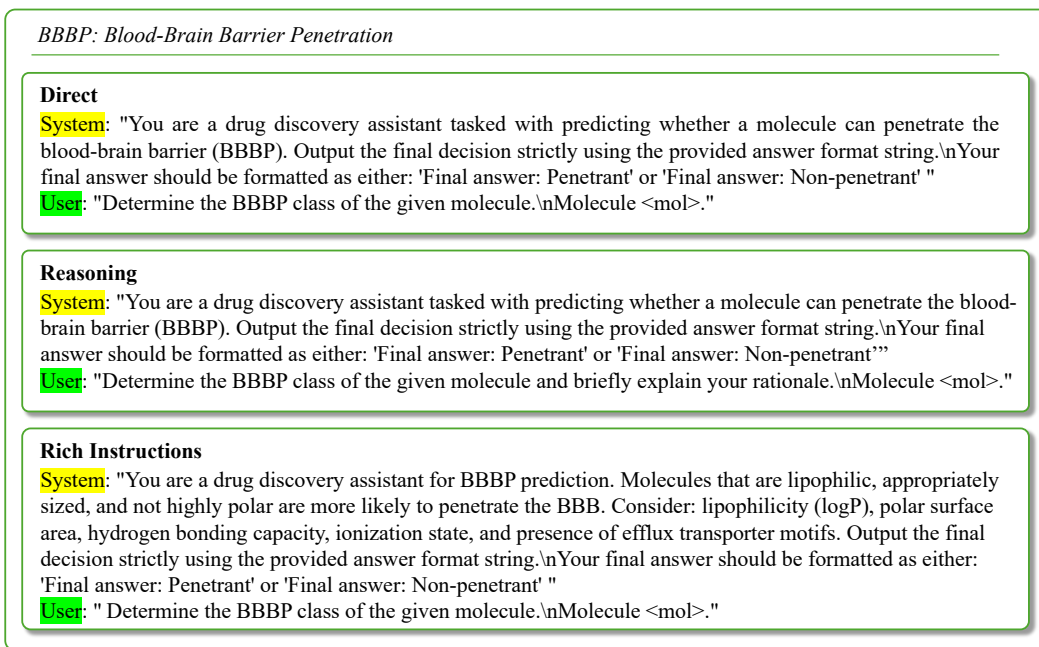 BBBP: Blood-Brain Barrier Penetration
Direct
System: "You are a drug discovery assistant tasked with predicting whether a molecule can penetrate the
blood-brain barrier (BBBP). Output the final decision strictly using the provided answer format string.\nYour
final answer should be formatted as either: 'Final answer: Penetrant' or 'Final answer: Non-penetrant' "
User: "Determine the BBBP class of the given molecule.\nMolecule <mol>."
Reasoning
System: "You are a drug discovery assistant tasked with predicting whether a molecule can penetrate the blood-
brain barrier (BBBP). Output the final decision strictly using the provided answer format string.\nYour final
answer should be formatted as either: 'Final answer: Penetrant' or 'Final answer: Non-penetrant’”
User: "Determine the BBBP class of the given molecule and briefly explain your rationale.\nMolecule <mol>."
Rich Instructions
System: "You are a drug discovery assistant for BBBP prediction. Molecules that are lipophilic, appropriately
sized, and not highly polar are more likely to penetrate the BBB. Consider: lipophilicity (logP), polar surface
area, hydrogen bonding capacity, ionization state, and presence of efflux transporter motifs. Output the final
decision strictly using the provided answer format string.\nYour final answer should be formatted as either:
'Final answer: Penetrant' or 'Final answer: Non-penetrant' "
User: " Determine the BBBP class of the given molecule.\nMolecule <mol>."